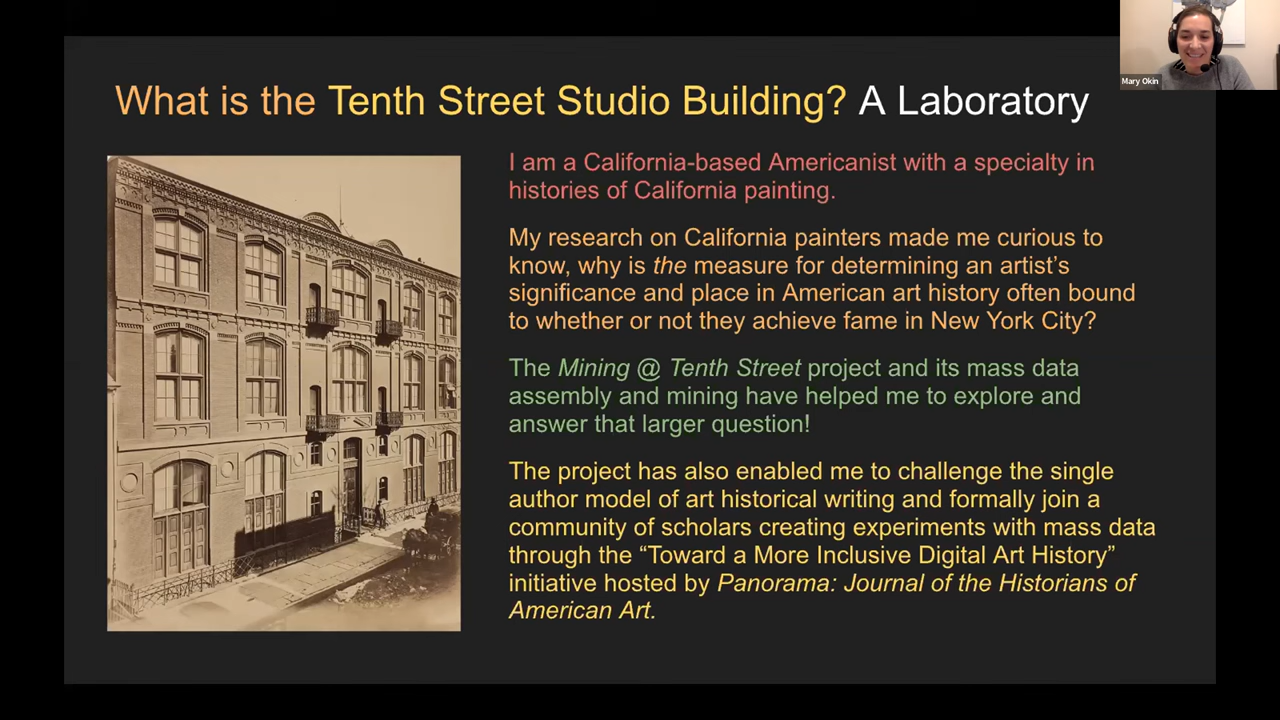 What is the Tenth Street Studio Building? A Laboratory
Mary Okin
I am a California-based Americanist with a specialty in
histories of California painting.
My research on California painters made me curious to
know, why is the measure for determining an artist's
significance and place in American art history often bound
to whether or not they achieve fame in New York City?
The Mining @ Tenth Street project and its mass data
assembly and mining have helped me to explore and
answer that larger question!
The project has also enabled me to challenge the single
author model of art historical writing and formally join a
community of scholars creating experiments with mass data
through the “Toward a More Inclusive Digital Art History”
initiative hosted by Panorama: Journal of the Historians of
American Art.